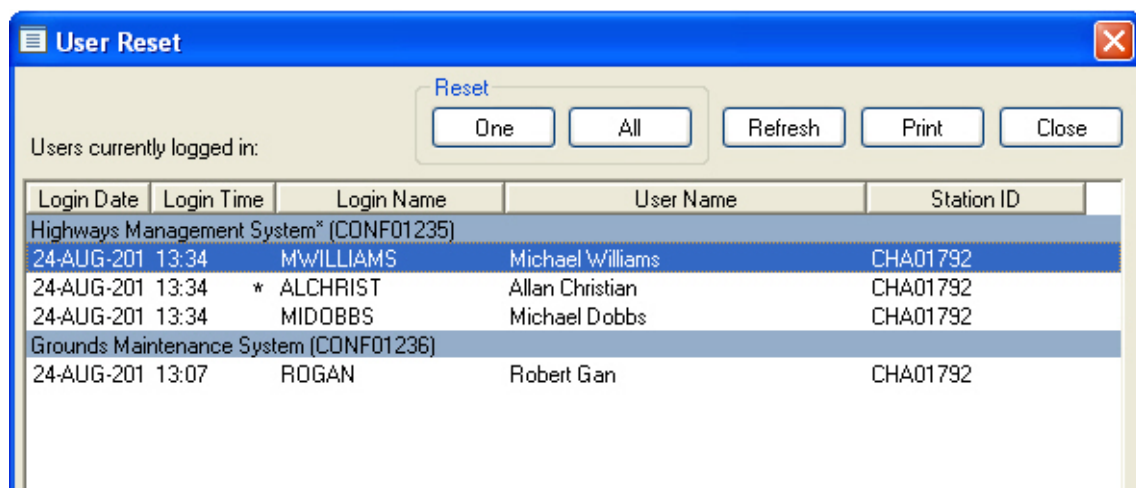 User Reset
Reset
One All Refresh Print Close
Users currently logged in:
Login Date Login Time Login Name User Name Station ID
Highways Management System* (CONF01235)
24-AUG-201 13:34 MWILLIAMS Michael Williams CHA01792
24-AUG-201 13:34 * ALCHRIST Allan Christian CHA01792
24-AUG-201 13:34 MIDOBBS Michael Dobbs CHA01792
Grounds Maintenance System (CONF01236)
24-AUG-201 13:07 ROGAN Robert Gan CHA01792